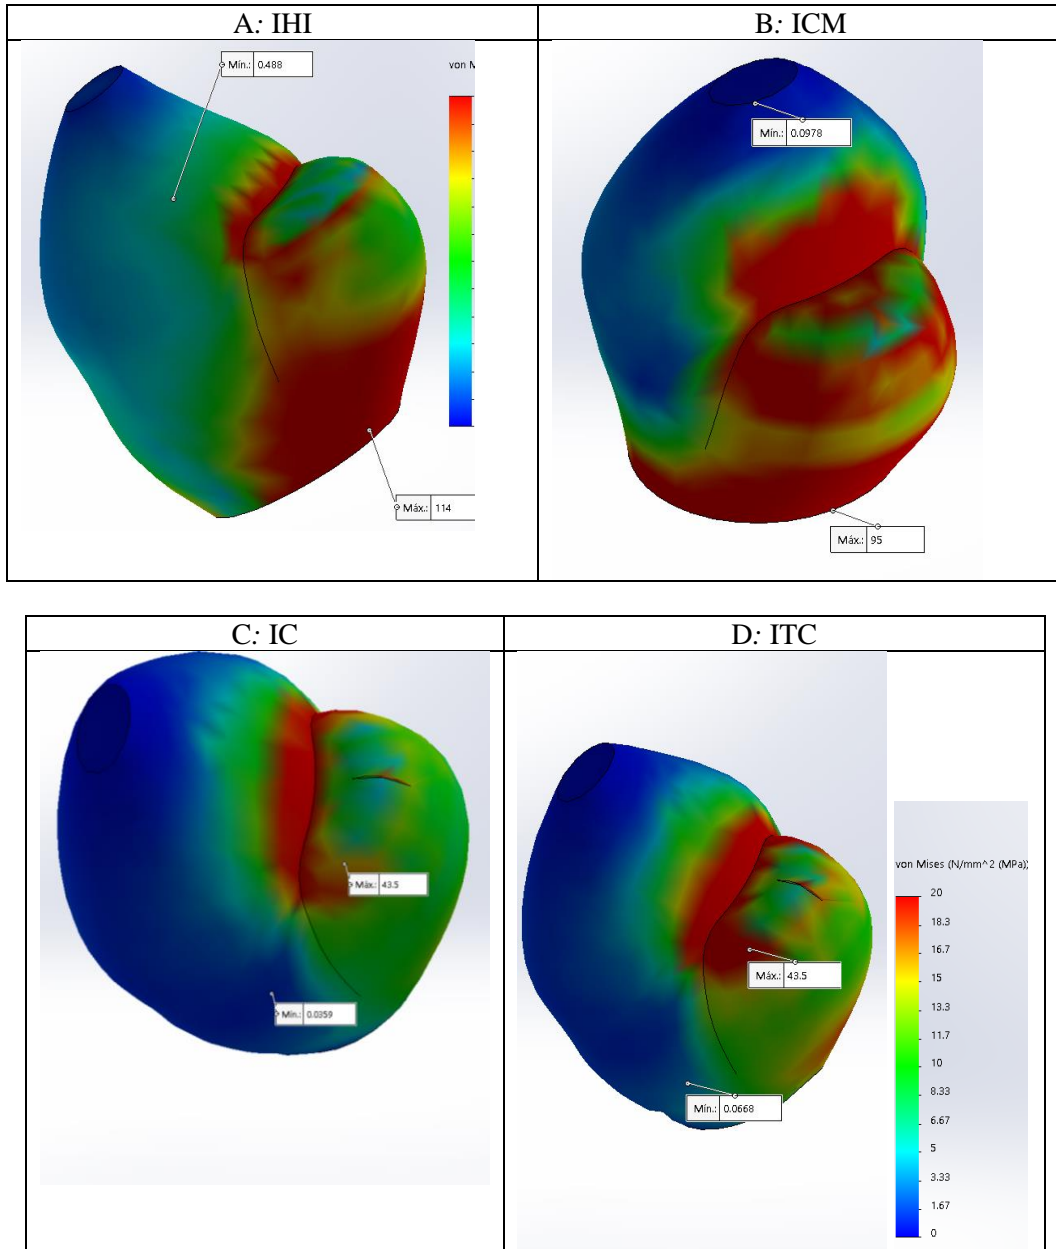 A: IHI
B: ICM
Mín.: 0.488
von M
Mín.: 0.0978
Máx.: 114
Máx.: 95
C: IC
D: ITC
Máx.: 43.5
Mín.: 0.0359
Máx.: 43.5
Mín.: 0.0668
von Mises (N/mm^2 (MPa))
20
18.3
16.7
15
13.3
11.7
10
8.33
6.67
5
3.33
1.67
0